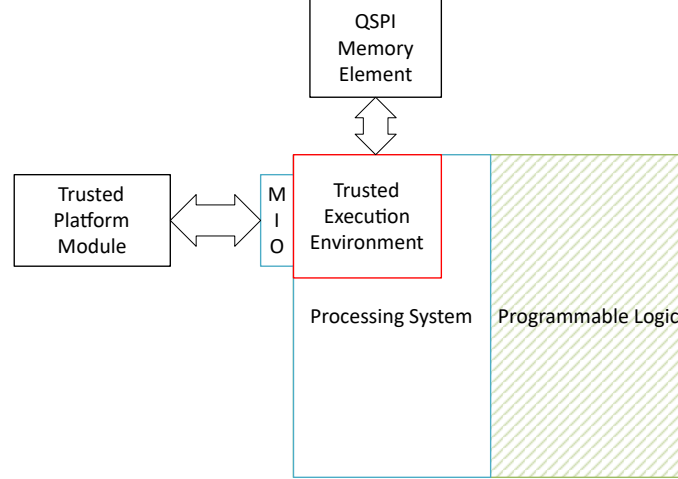 QSPI
Memory
Element
Trusted
Platform
Module
M
I
O
Trusted
Execution
Environment
Processing System
Programmable Logic